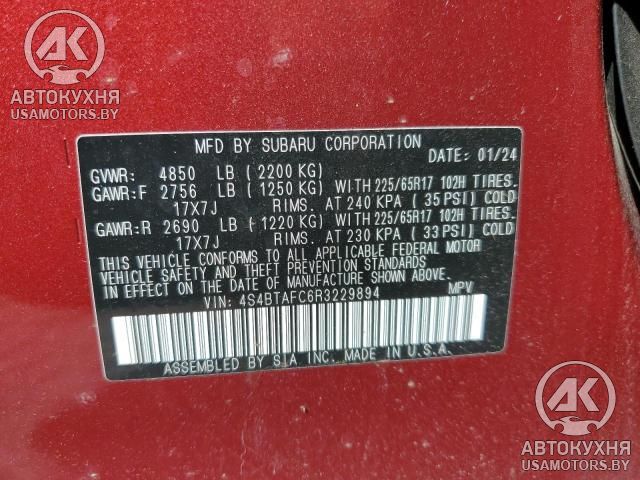 AK
АВТОКУХНЯ
USAMOTORS.BY
MFD BY SUBARU CORPORATION
GVWR: 4850 LB (2200 KG) DATE: 01/24
GAWR:F 2756 LB (1250 KG) WITH 225/65R17 102H TIRES.
17X7J RIMS. AT 240 KPA (35 PSI) COLD
GAWR:R 2690 LB (1220 KG) WITH 225/65R17 102H TIRES.
17X7J RIMS. AT 230 KPA (33 PSI) COLD
THIS VEHICLE CONFORMS TO ALL APPLICABLE FEDERAL MOTOR
VEHICLE SAFETY AND THEFT PREVENTION STANDARDS
IN EFFECT ON THE DATE OF MANUFACTURE SHOWN ABOVE.
VIN: 4S4BTAFC6R3229894 MPV
ASSEMBLED BY S.I.A INC. MADE IN U.S.A.
AK
АВТОКУХНЯ
USAMOTORS.BY